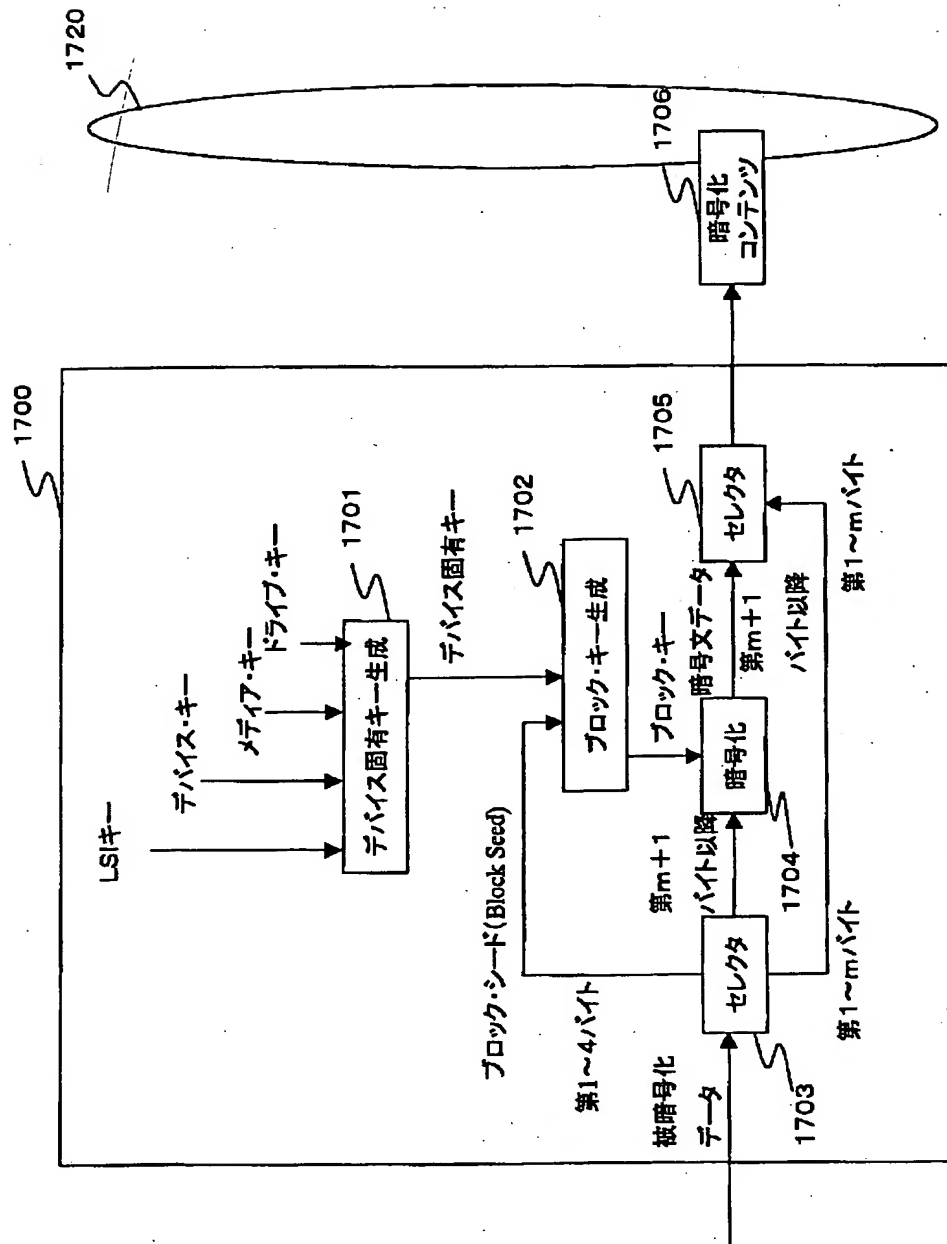 1700
1720
LSIキー
デバイス・キー
メディア・キー
ドライブ・キー
1701
デバイス固有キー生成
デバイス固有キー
1702
ブロック・シード(Block Seed)
ブロック・キー生成
第1~4バイト
ブロック・キー
被暗号化
データ
セレクタ
1703
第m+1
バイト以降
暗号化
1704
暗号文データ
第m+1
バイト以降
セレクタ
1705
第1~mバイト
第1~mバイト
暗号化
コンテンツ
1706